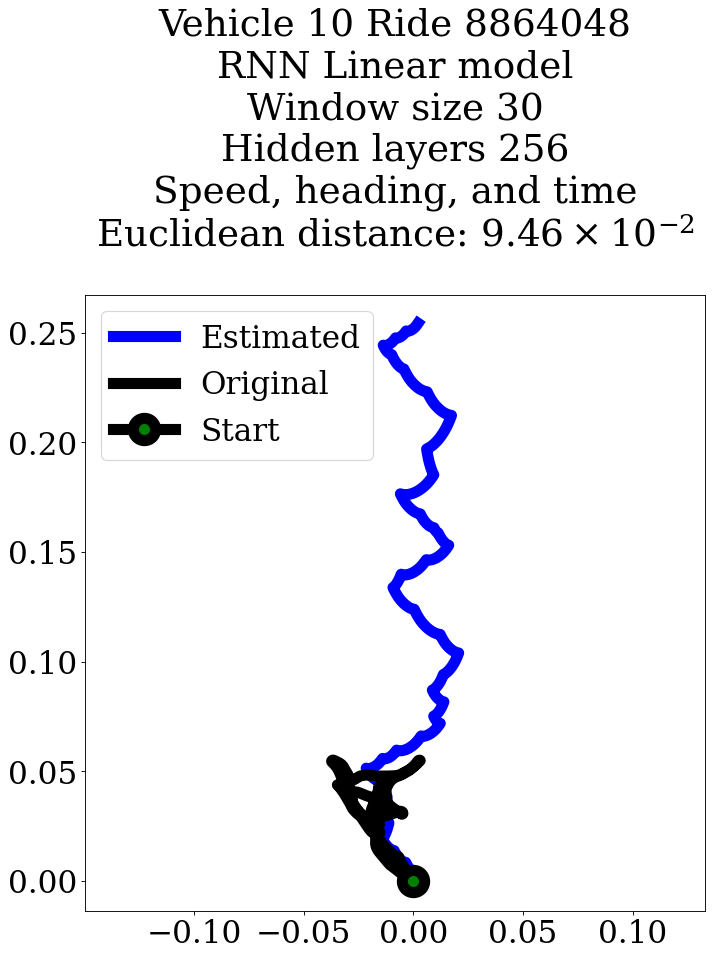 Vehicle 10 Ride 8864048
RNN Linear model
Window size 30
Hidden layers 256
Speed, heading, and time
Euclidean distance: 9.46 × 10⁻²
Estimated
Original
Start
0.25
0.20
0.15
0.10
0.05
0.00
−0.10 −0.05 0.00 0.05 0.10